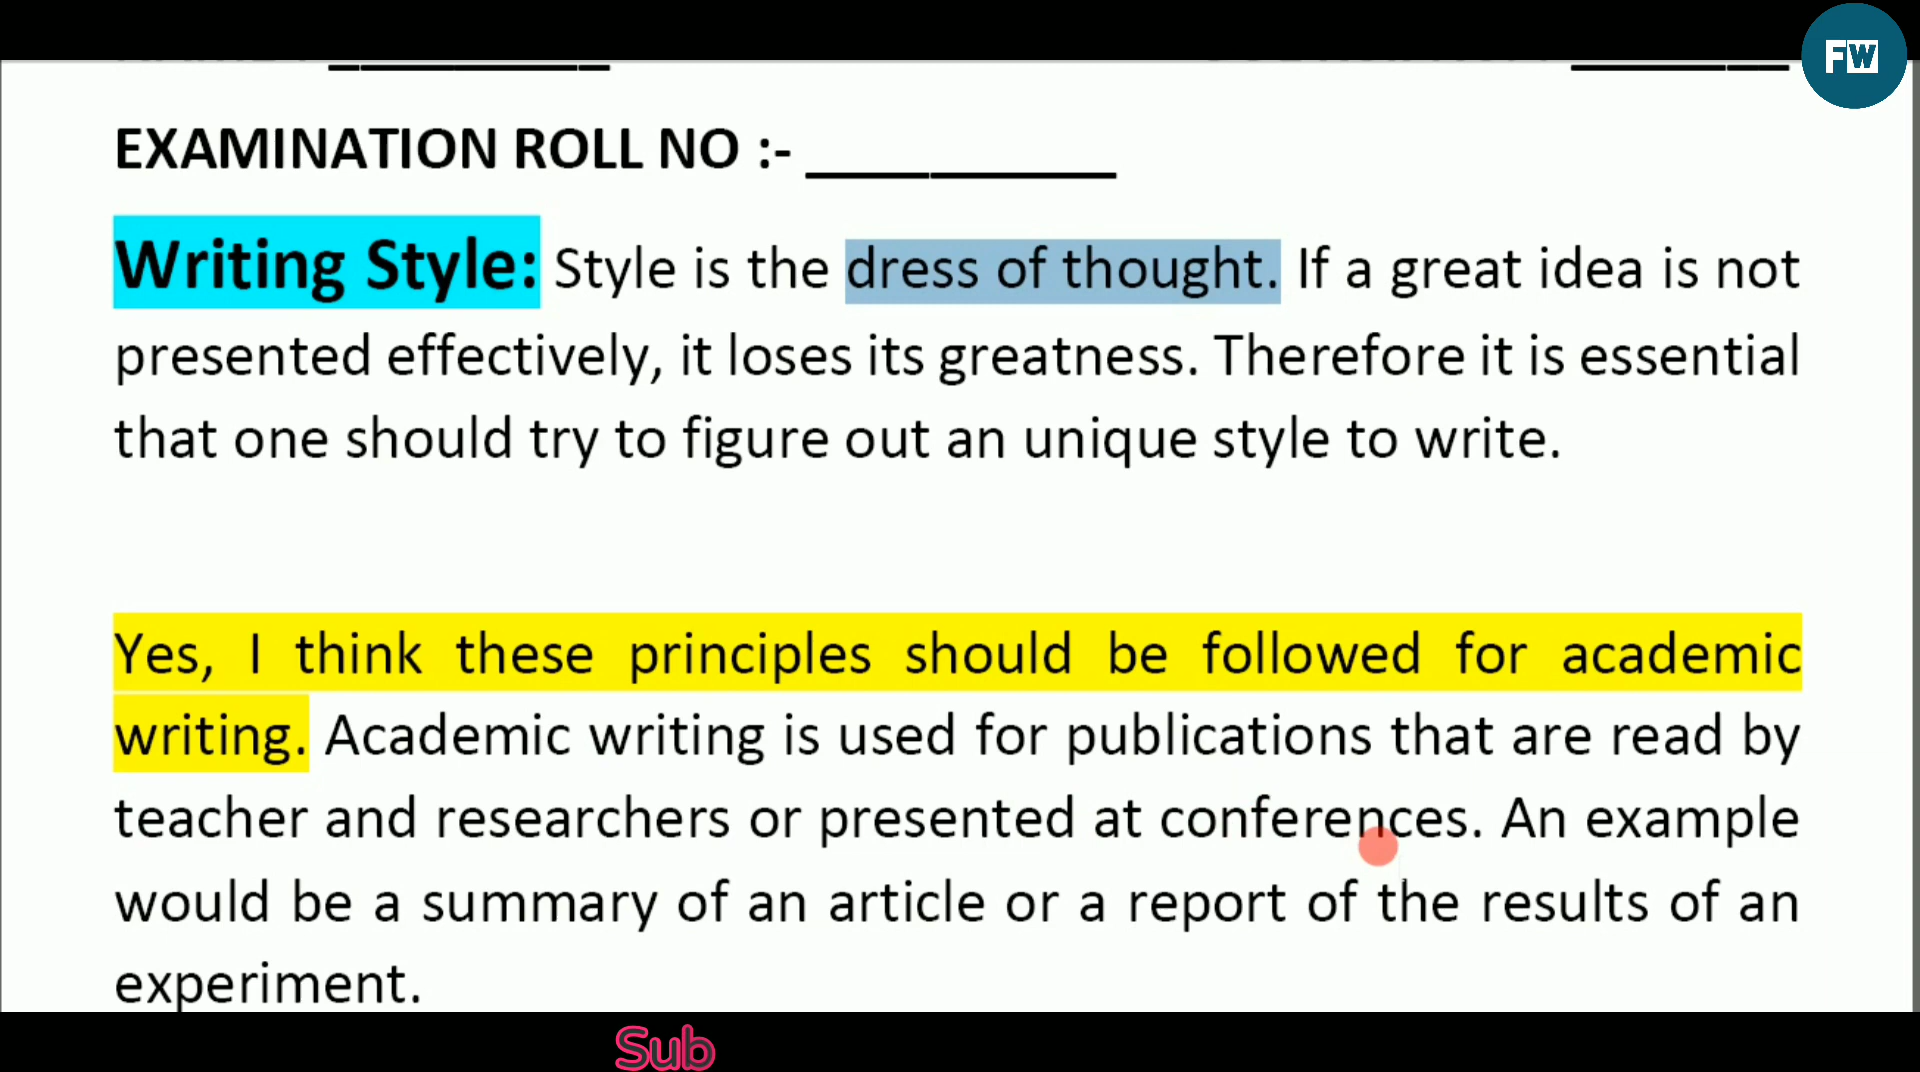 FW
EXAMINATION ROLL NO :- __________
Writing Style: Style is the dress of thought. If a great idea is not
presented effectively, it loses its greatness. Therefore it is essential
that one should try to figure out an unique style to write.
Yes, I think these principles should be followed for academic
writing. Academic writing is used for publications that are read by
teacher and researchers or presented at conferences. An example
would be a summary of an article or a report of the results of an
experiment.
Sub